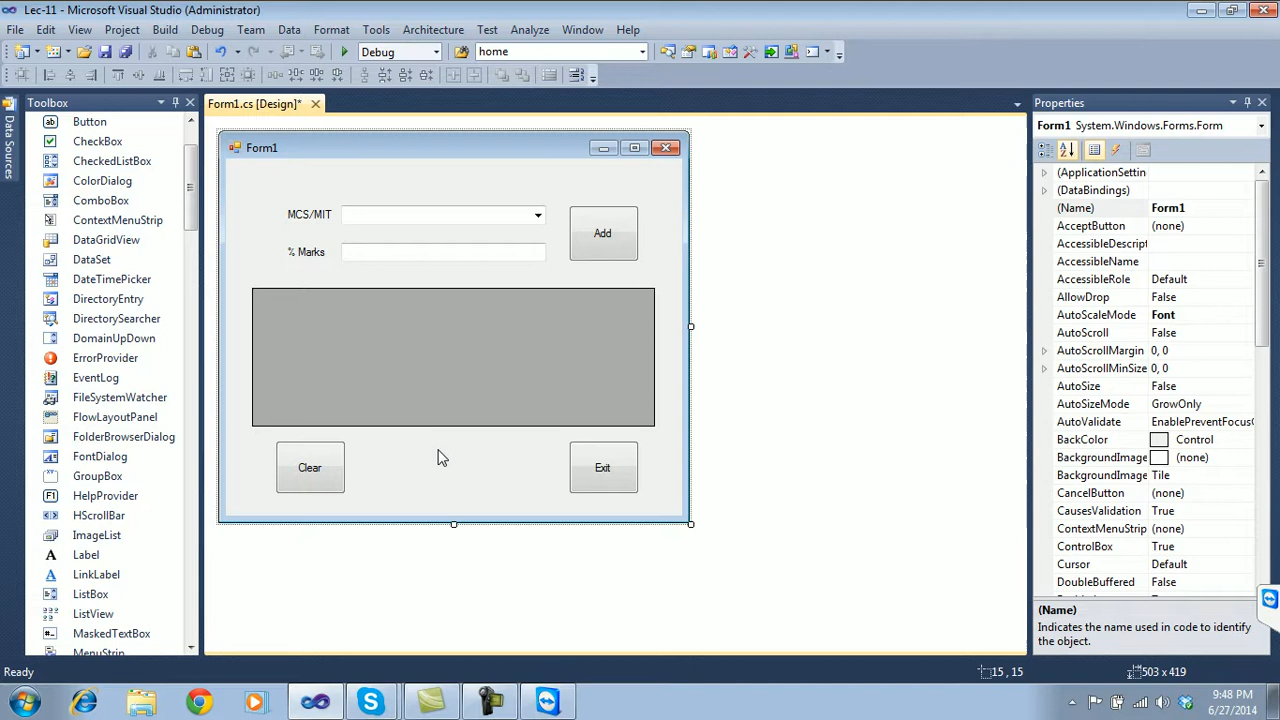 Lec-11 - Microsoft Visual Studio (Administrator)
File Edit View Project Build Debug Team Data Format Tools Architecture Test Analyze Window Help
Debug home
Data Sources
Toolbox
Button
CheckBox
CheckedListBox
ColorDialog
ComboBox
ContextMenuStrip
DataGridView
DataSet
DateTimePicker
DirectoryEntry
DirectorySearcher
DomainUpDown
ErrorProvider
EventLog
FileSystemWatcher
FlowLayoutPanel
FolderBrowserDialog
FontDialog
GroupBox
HelpProvider
HScrollBar
ImageList
Label
LinkLabel
ListBox
ListView
MaskedTextBox
MenuStrip
Form1.cs [Design]*
Form1
MCS/MIT
% Marks
Add
Clear
Exit
Properties
Form1 System.Windows.Forms.Form
(ApplicationSettin
(DataBindings)
(Name) Form1
AcceptButton (none)
AccessibleDescript
AccessibleName
AccessibleRole Default
AllowDrop False
AutoScaleMode Font
AutoScroll False
AutoScrollMargin 0, 0
AutoScrollMinSize 0, 0
AutoSize False
AutoSizeMode GrowOnly
AutoValidate EnablePreventFocusC
BackColor Control
BackgroundImage (none)
BackgroundImage Tile
CancelButton (none)
CausesValidation True
ContextMenuStrip (none)
ControlBox True
Cursor Default
DoubleBuffered False
(Name)
Indicates the name used in code to identify
the object.
Ready 15 , 15 503 x 419
9:48 PM
6/27/2014